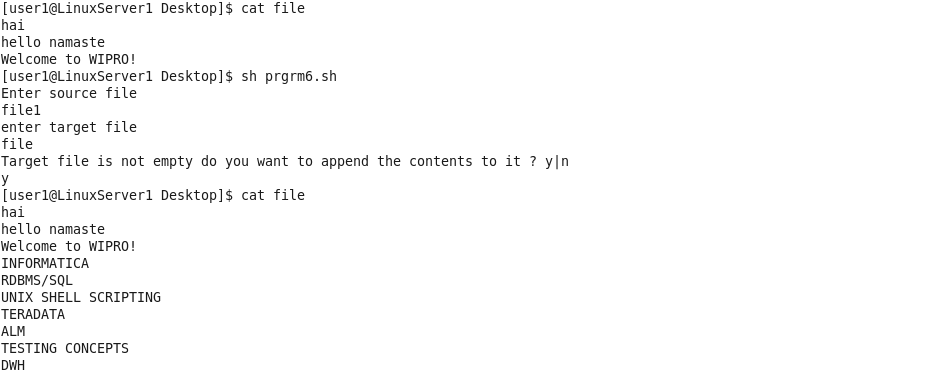 [user1@LinuxServer1 Desktop]$ cat file
hai
hello namaste
Welcome to WIPRO!
[user1@LinuxServer1 Desktop]$ sh prgrm6.sh
Enter source file
file1
enter target file
file
Target file is not empty do you want to append the contents to it ? y|n
y
[user1@LinuxServer1 Desktop]$ cat file
hai
hello namaste
Welcome to WIPRO!
INFORMATICA
RDBMS/SQL
UNIX SHELL SCRIPTING
TERADATA
ALM
TESTING CONCEPTS
DWH